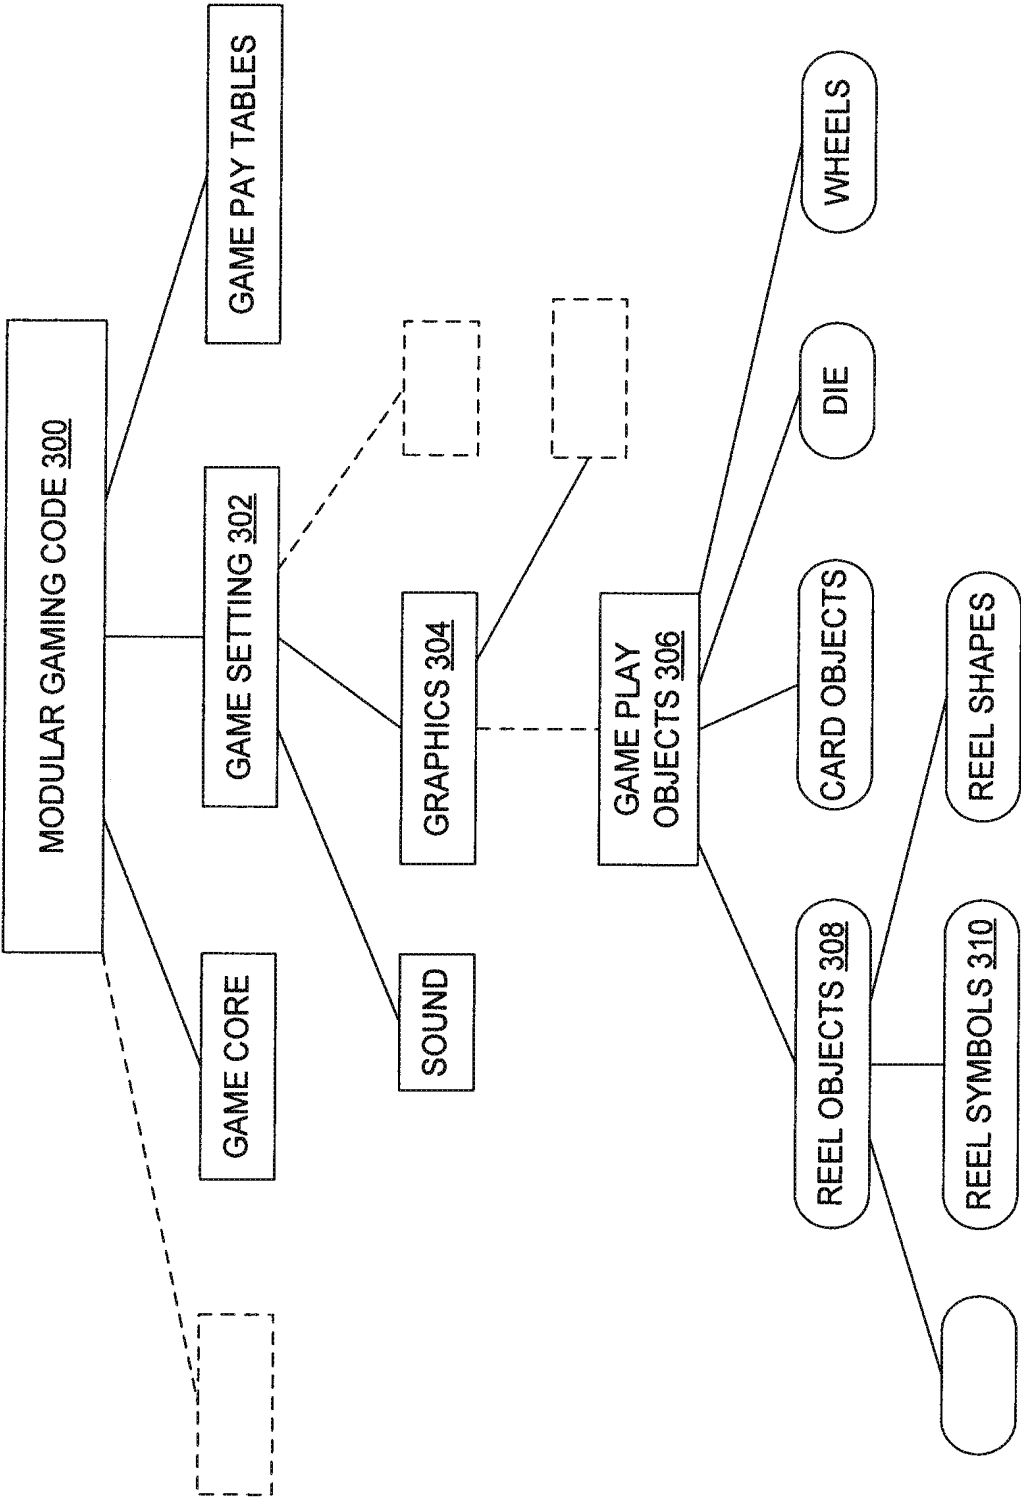 MODULAR GAMING CODE 300
GAME CORE
GAME SETTING 302
GAME PAY TABLES
SOUND
GRAPHICS 304
GAME PLAY
OBJECTS 306
REEL OBJECTS 308
CARD OBJECTS
DIE
WHEELS
REEL SYMBOLS 310
REEL SHAPES